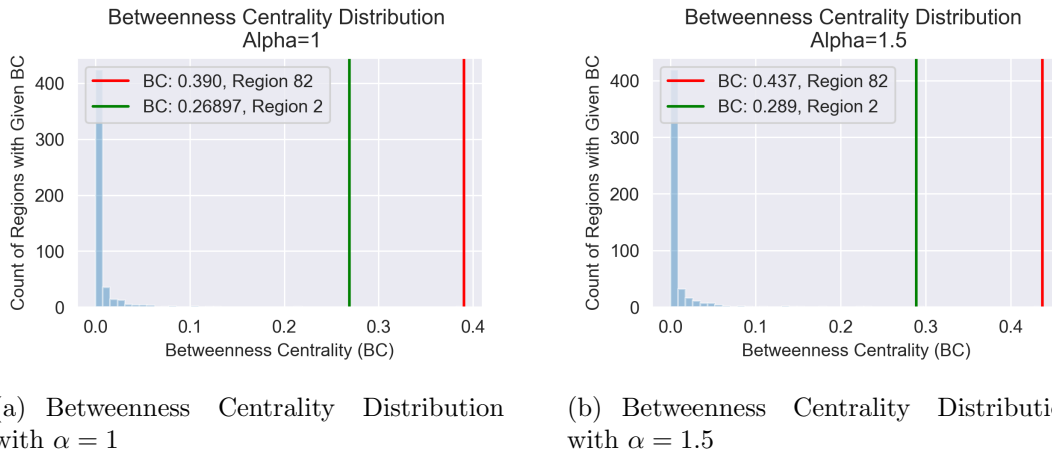 Betweenness Centrality Distribution
Alpha=1
Count of Regions with Given BC
400
300
200
100
0
BC: 0.390, Region 82
BC: 0.26897, Region 2
0.0 0.1 0.2 0.3 0.4
Betweenness Centrality (BC)
(a) Betweenness Centrality Distribution
with α = 1
Betweenness Centrality Distribution
Alpha=1.5
Count of Regions with Given BC
400
300
200
100
0
BC: 0.437, Region 82
BC: 0.289, Region 2
0.0 0.1 0.2 0.3 0.4
Betweenness Centrality (BC)
(b) Betweenness Centrality Distributio
with α = 1.5